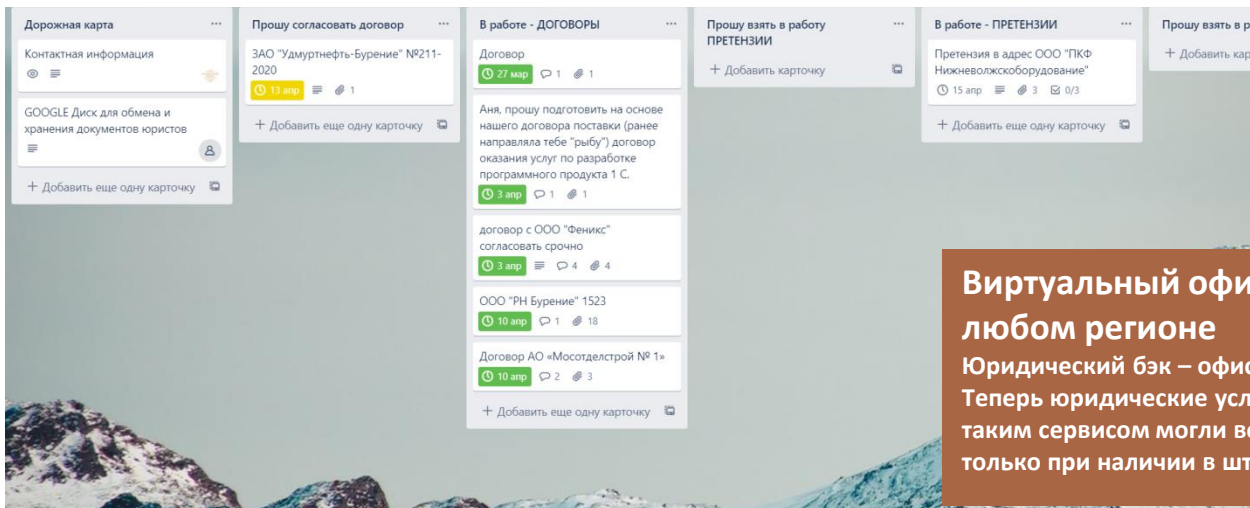 Дорожная карта
Контактная информация
GOOGLE Диск для обмена и
хранения документов юристов
+ Добавить еще одну карточку
Прошу согласовать договор
ЗАО "Удмуртнефть-Бурение" №211-
2020
13 апр 1
+ Добавить еще одну карточку
В работе - ДОГОВОРЫ
Договор
27 мар 1 1
Аня, прошу подготовить на основе
нашего договора поставки (ранее
направляла тебе "рыбу") договор
оказания услуг по разработке
программного продукта 1 С.
3 апр 1 1
договор с ООО "Феникс"
согласовать срочно
3 апр 4 4
ООО "РН Бурение" 1523
10 апр 1 18
Договор АО «Мосотделстрой № 1»
10 апр 2 3
+ Добавить еще одну карточку
Прошу взять в работу
ПРЕТЕНЗИИ
+ Добавить карточку
В работе - ПРЕТЕНЗИИ
Претензия в адрес ООО "ПКФ
Нижневолжскоборудование"
15 апр 3 0/3
+ Добавить еще одну карточку
Прошу взять в р
+ Добавить кар
Виртуальный офи
любом регионе
Юридический бэк – офис
Теперь юридические усл
таким сервисом могли в
только при наличии в шт